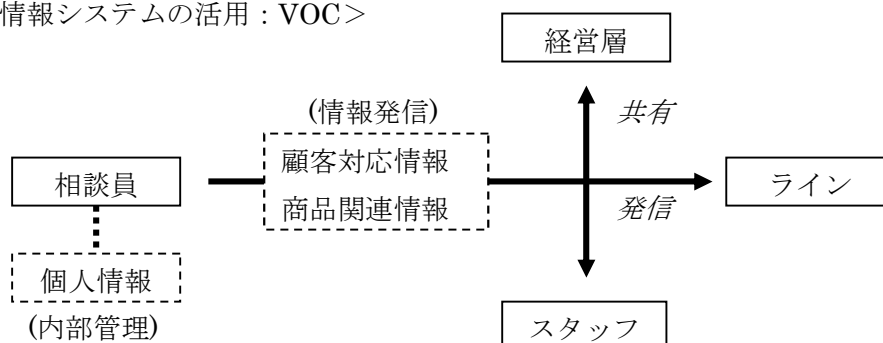 情報システムの活用：VOC＞
経営層
(情報発信)
共有
顧客対応情報
相談員
ライン
商品関連情報
発信
個人情報
(内部管理)
スタッフ